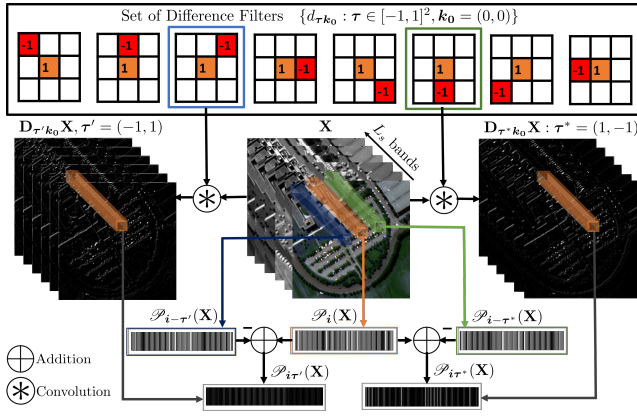 Set of Difference Filters {d_{τk₀} : τ ∈ [-1, 1]², k₀ = (0, 0)}
-1 -1 -1
1 1 1 1 -1 1 1 1 -1 1
-1 -1 -1
D_{τ′k₀}X, τ′ = (−1, 1) X D_{τ*k₀}X : τ* = (1, −1)
L_s bands
𝒫_{i−τ′}(X) 𝒫_i(X) 𝒫_{i−τ*}(X)
− −
Addition 𝒫_{iτ′}(X) 𝒫_{iτ*}(X)
Convolution